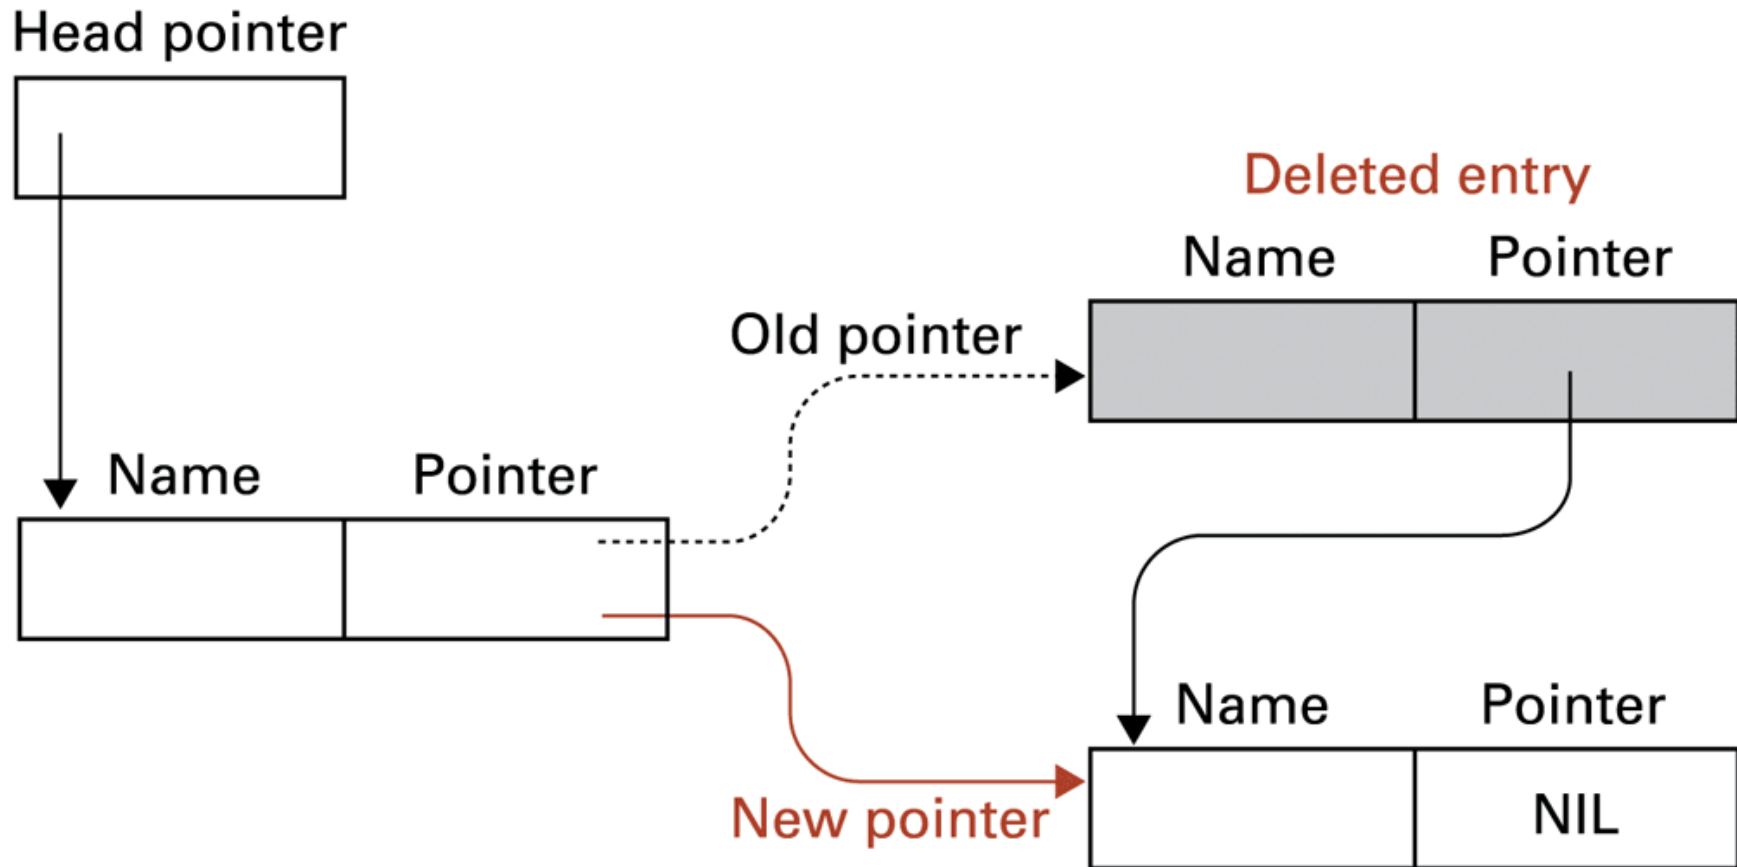 Head pointer
Deleted entry
Name Pointer
Old pointer
Name Pointer
Name Pointer
New pointer
NIL